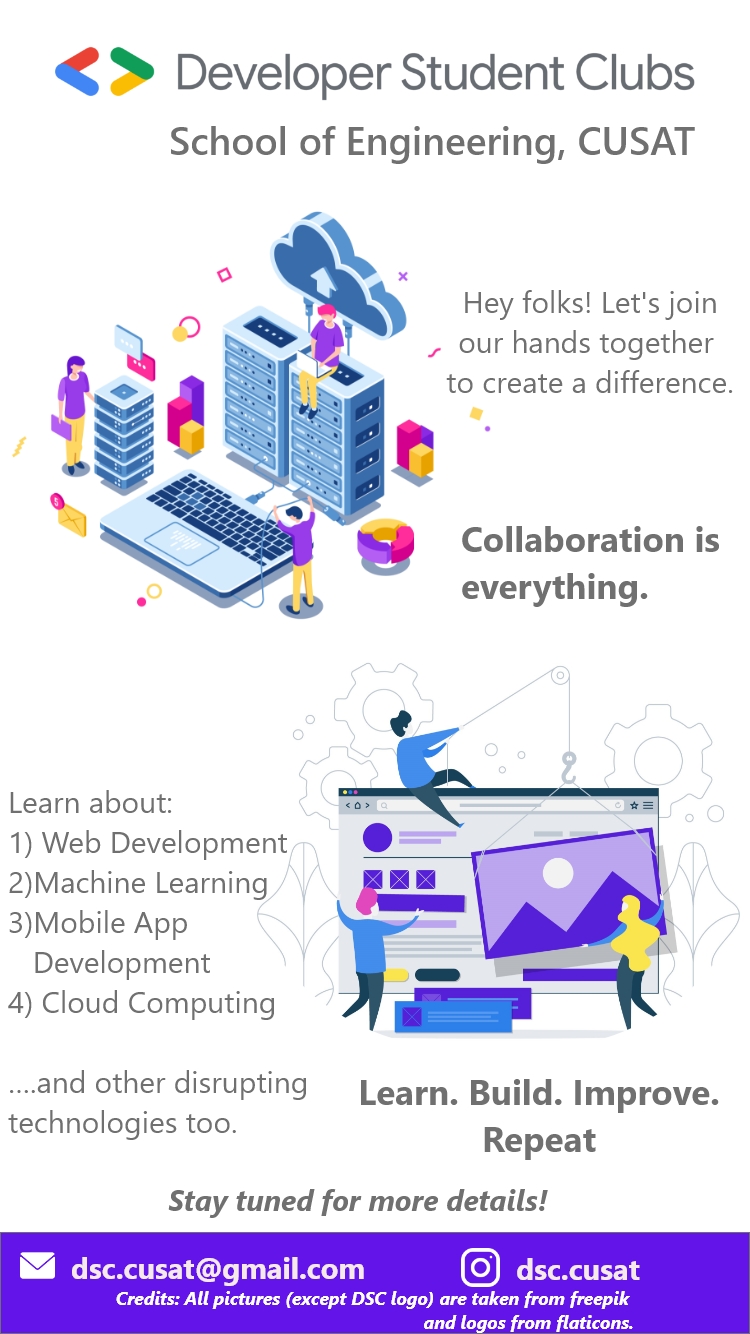 Developer Student Clubs
School of Engineering, CUSAT
Hey folks! Let's join
our hands together
to create a difference.
Collaboration is
everything.
Learn about:
1) Web Development
2)Machine Learning
3)Mobile App
Development
4) Cloud Computing
....and other disrupting
technologies too.
Learn. Build. Improve.
Repeat
Stay tuned for more details!
dsc.cusat@gmail.com
dsc.cusat
Credits: All pictures (except DSC logo) are taken from freepik
and logos from flaticons.